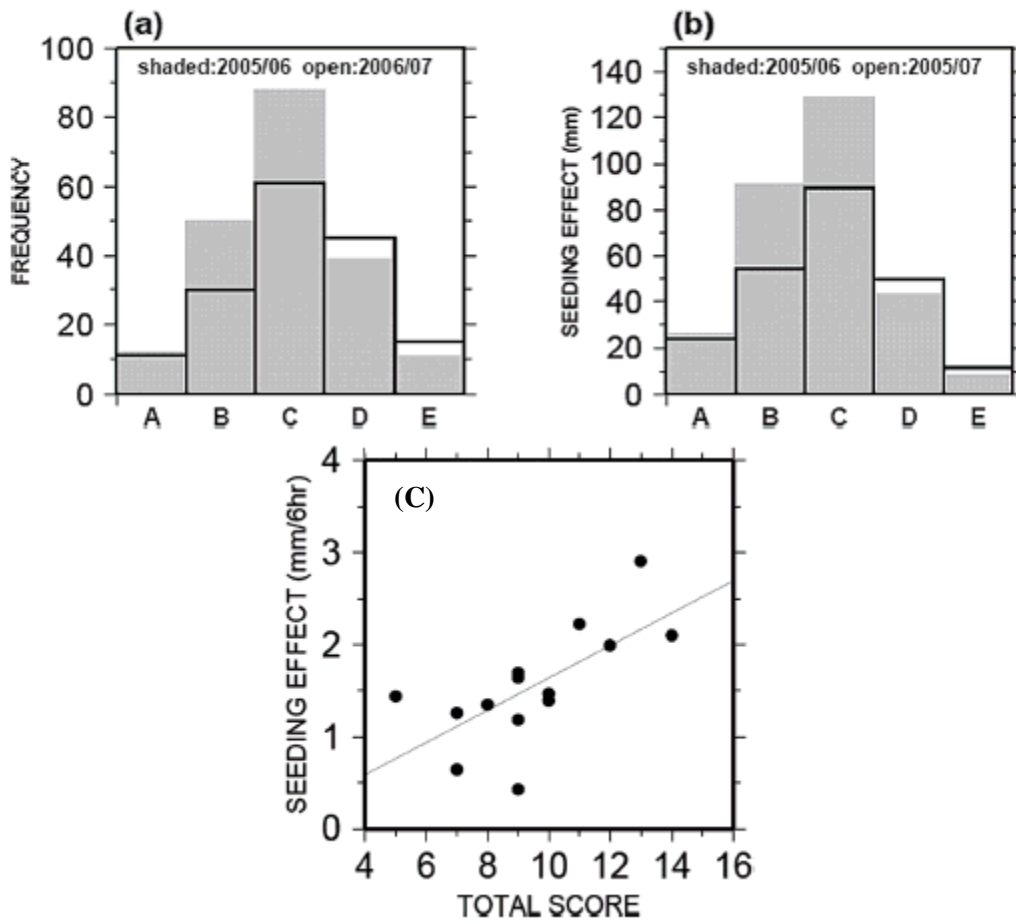 (a)
shaded:2005/06 open:2006/07
FREQUENCY
100
80
60
40
20
0
A B C D E
(b)
shaded:2005/06 open:2005/07
SEEDING EFFECT (mm)
140
120
100
80
60
40
20
0
A B C D E
(C)
SEEDING EFFECT (mm/6hr)
4
3
2
1
0
4 6 8 10 12 14 16
TOTAL SCORE